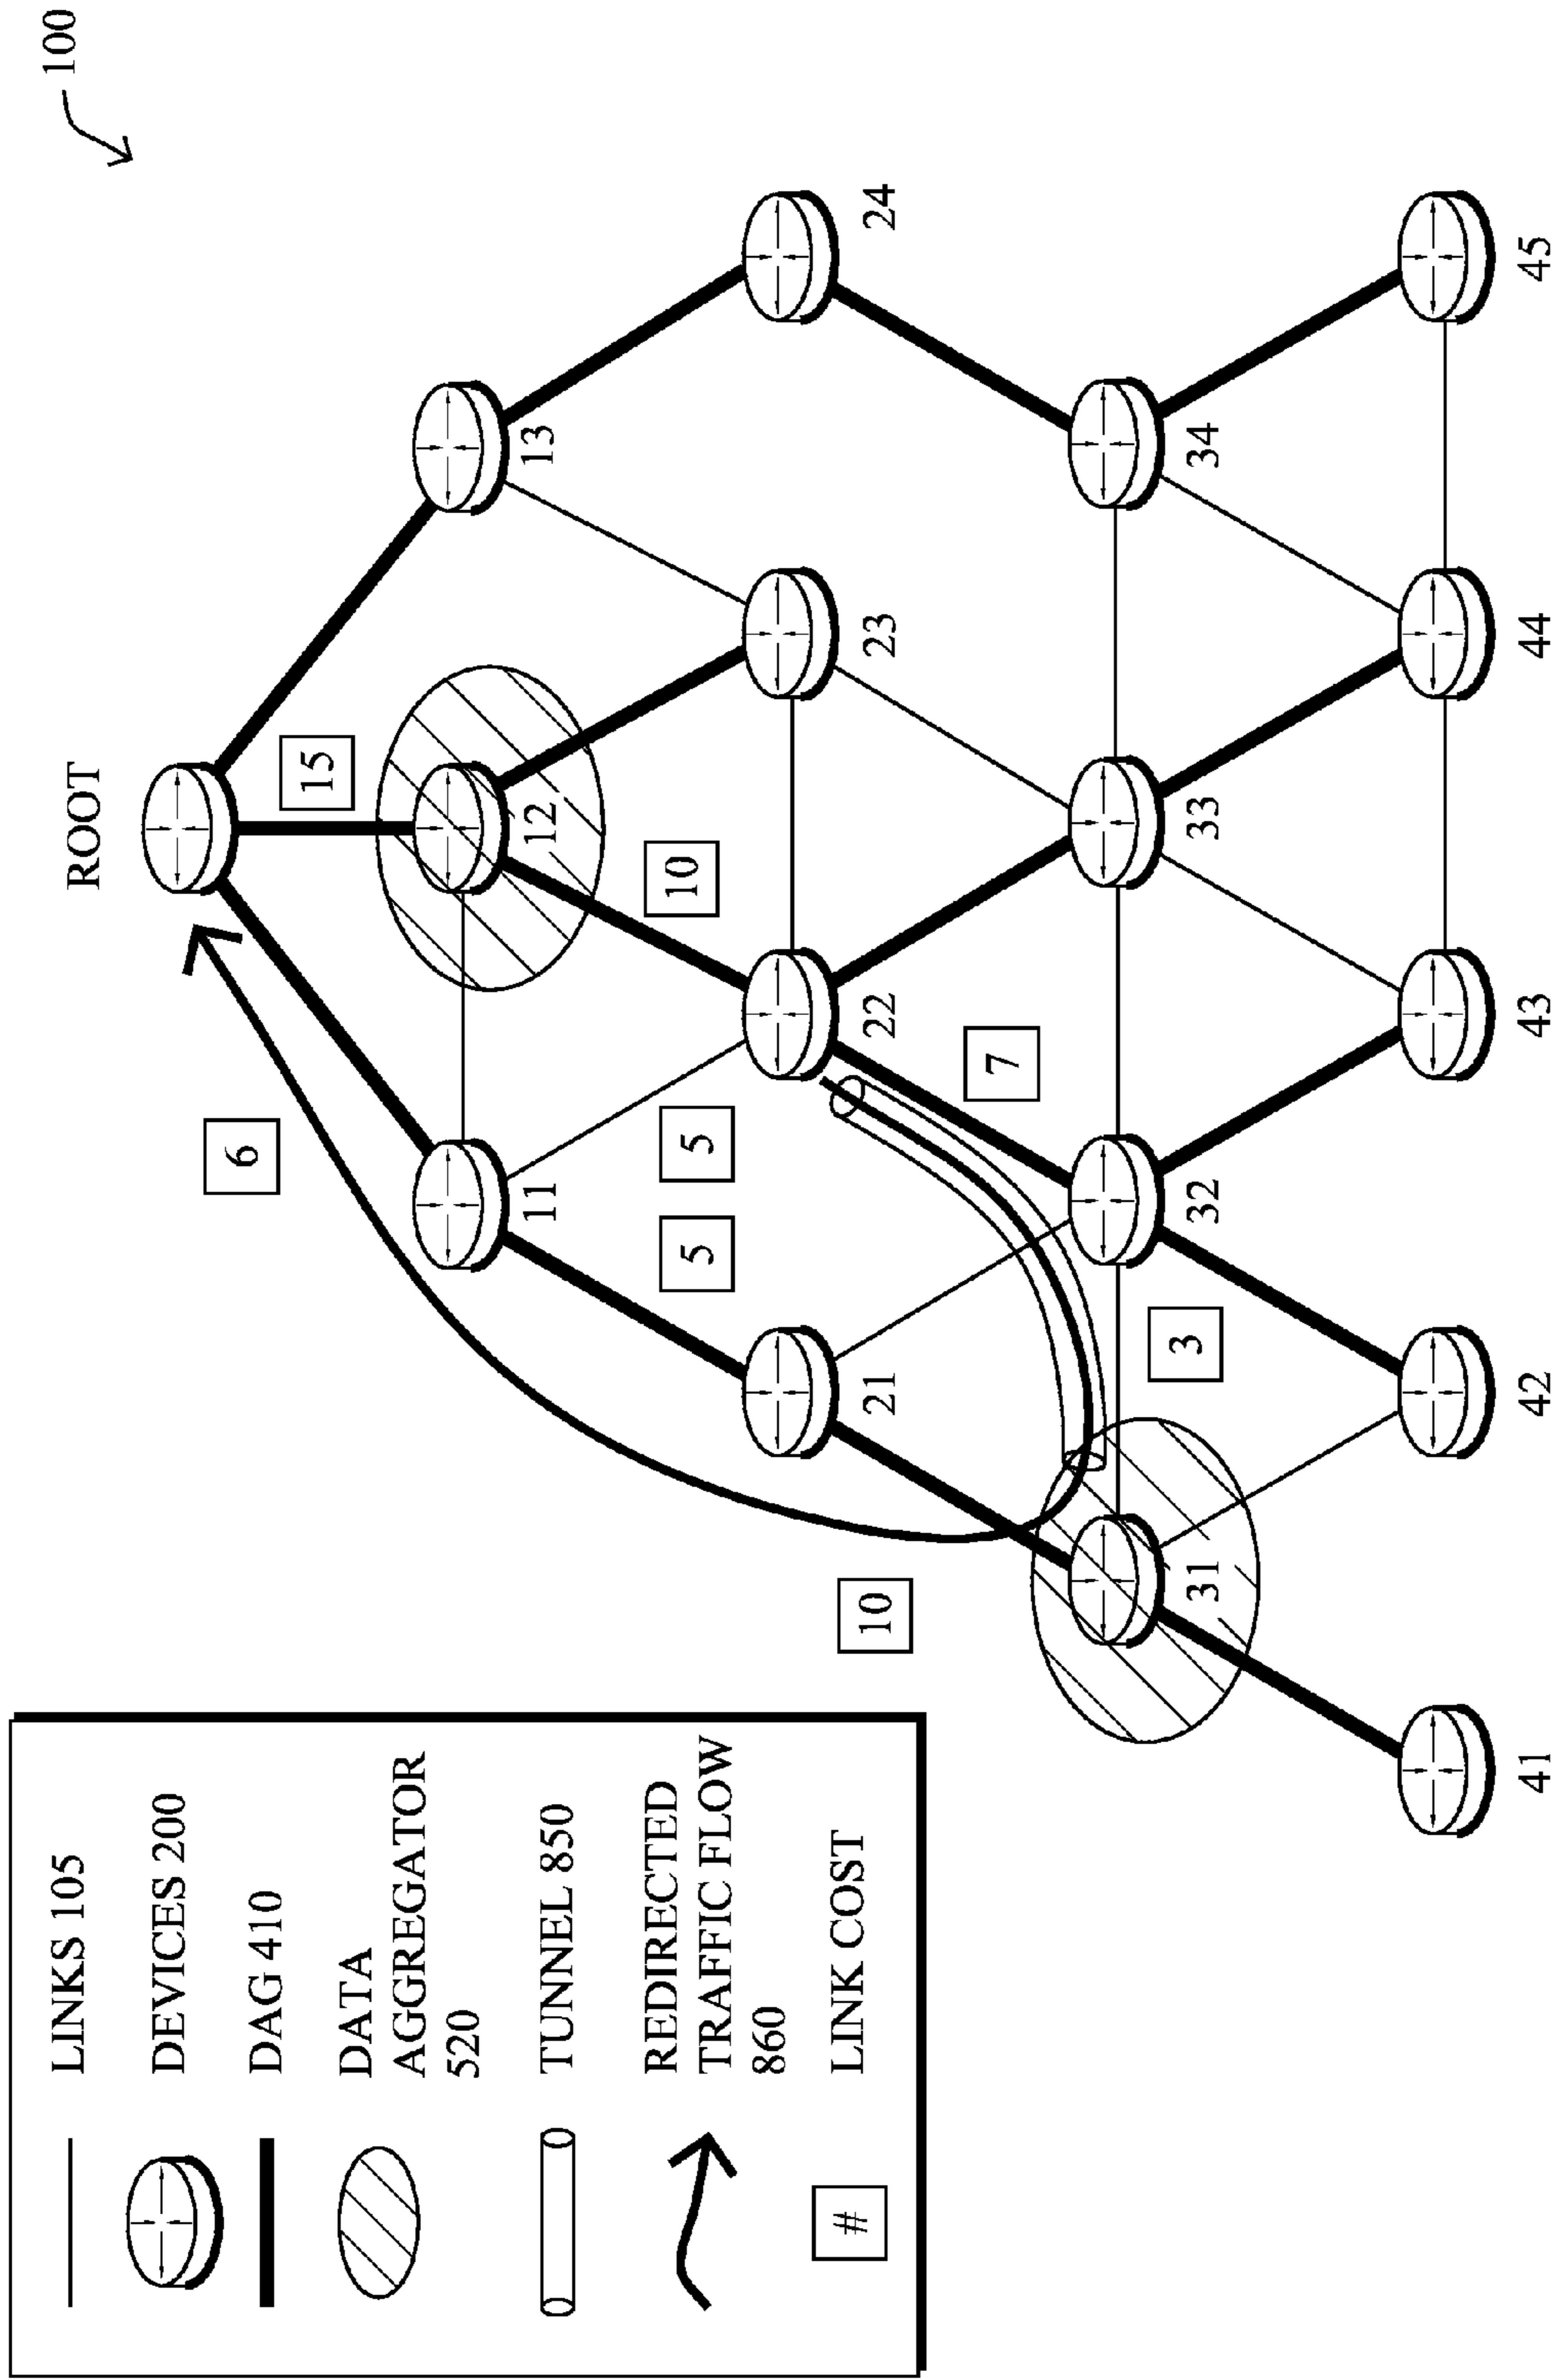 LINKS 105
DEVICES 200
DAG 410
DATA
AGGREGATOR
520
TUNNEL 850
REDIRECTED
TRAFFIC FLOW
860
#
LINK COST
100
ROOT
6
15
11
12
13
5
5
10
10
21
22
23
24
7
3
31
32
33
34
41
42
43
44
45